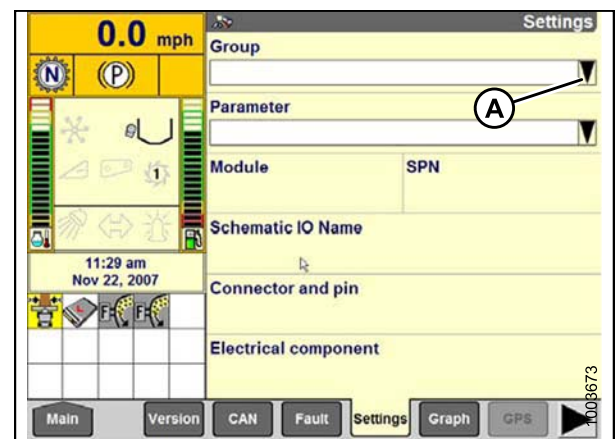 0.0 mph
N
(P)
1
11:29 am
Nov 22, 2007
F
F
Settings
Group
A
Parameter
Module
SPN
Schematic IO Name
Connector and pin
Electrical component
Main
Version
CAN
Fault
Settings
Graph
GPS
1003673